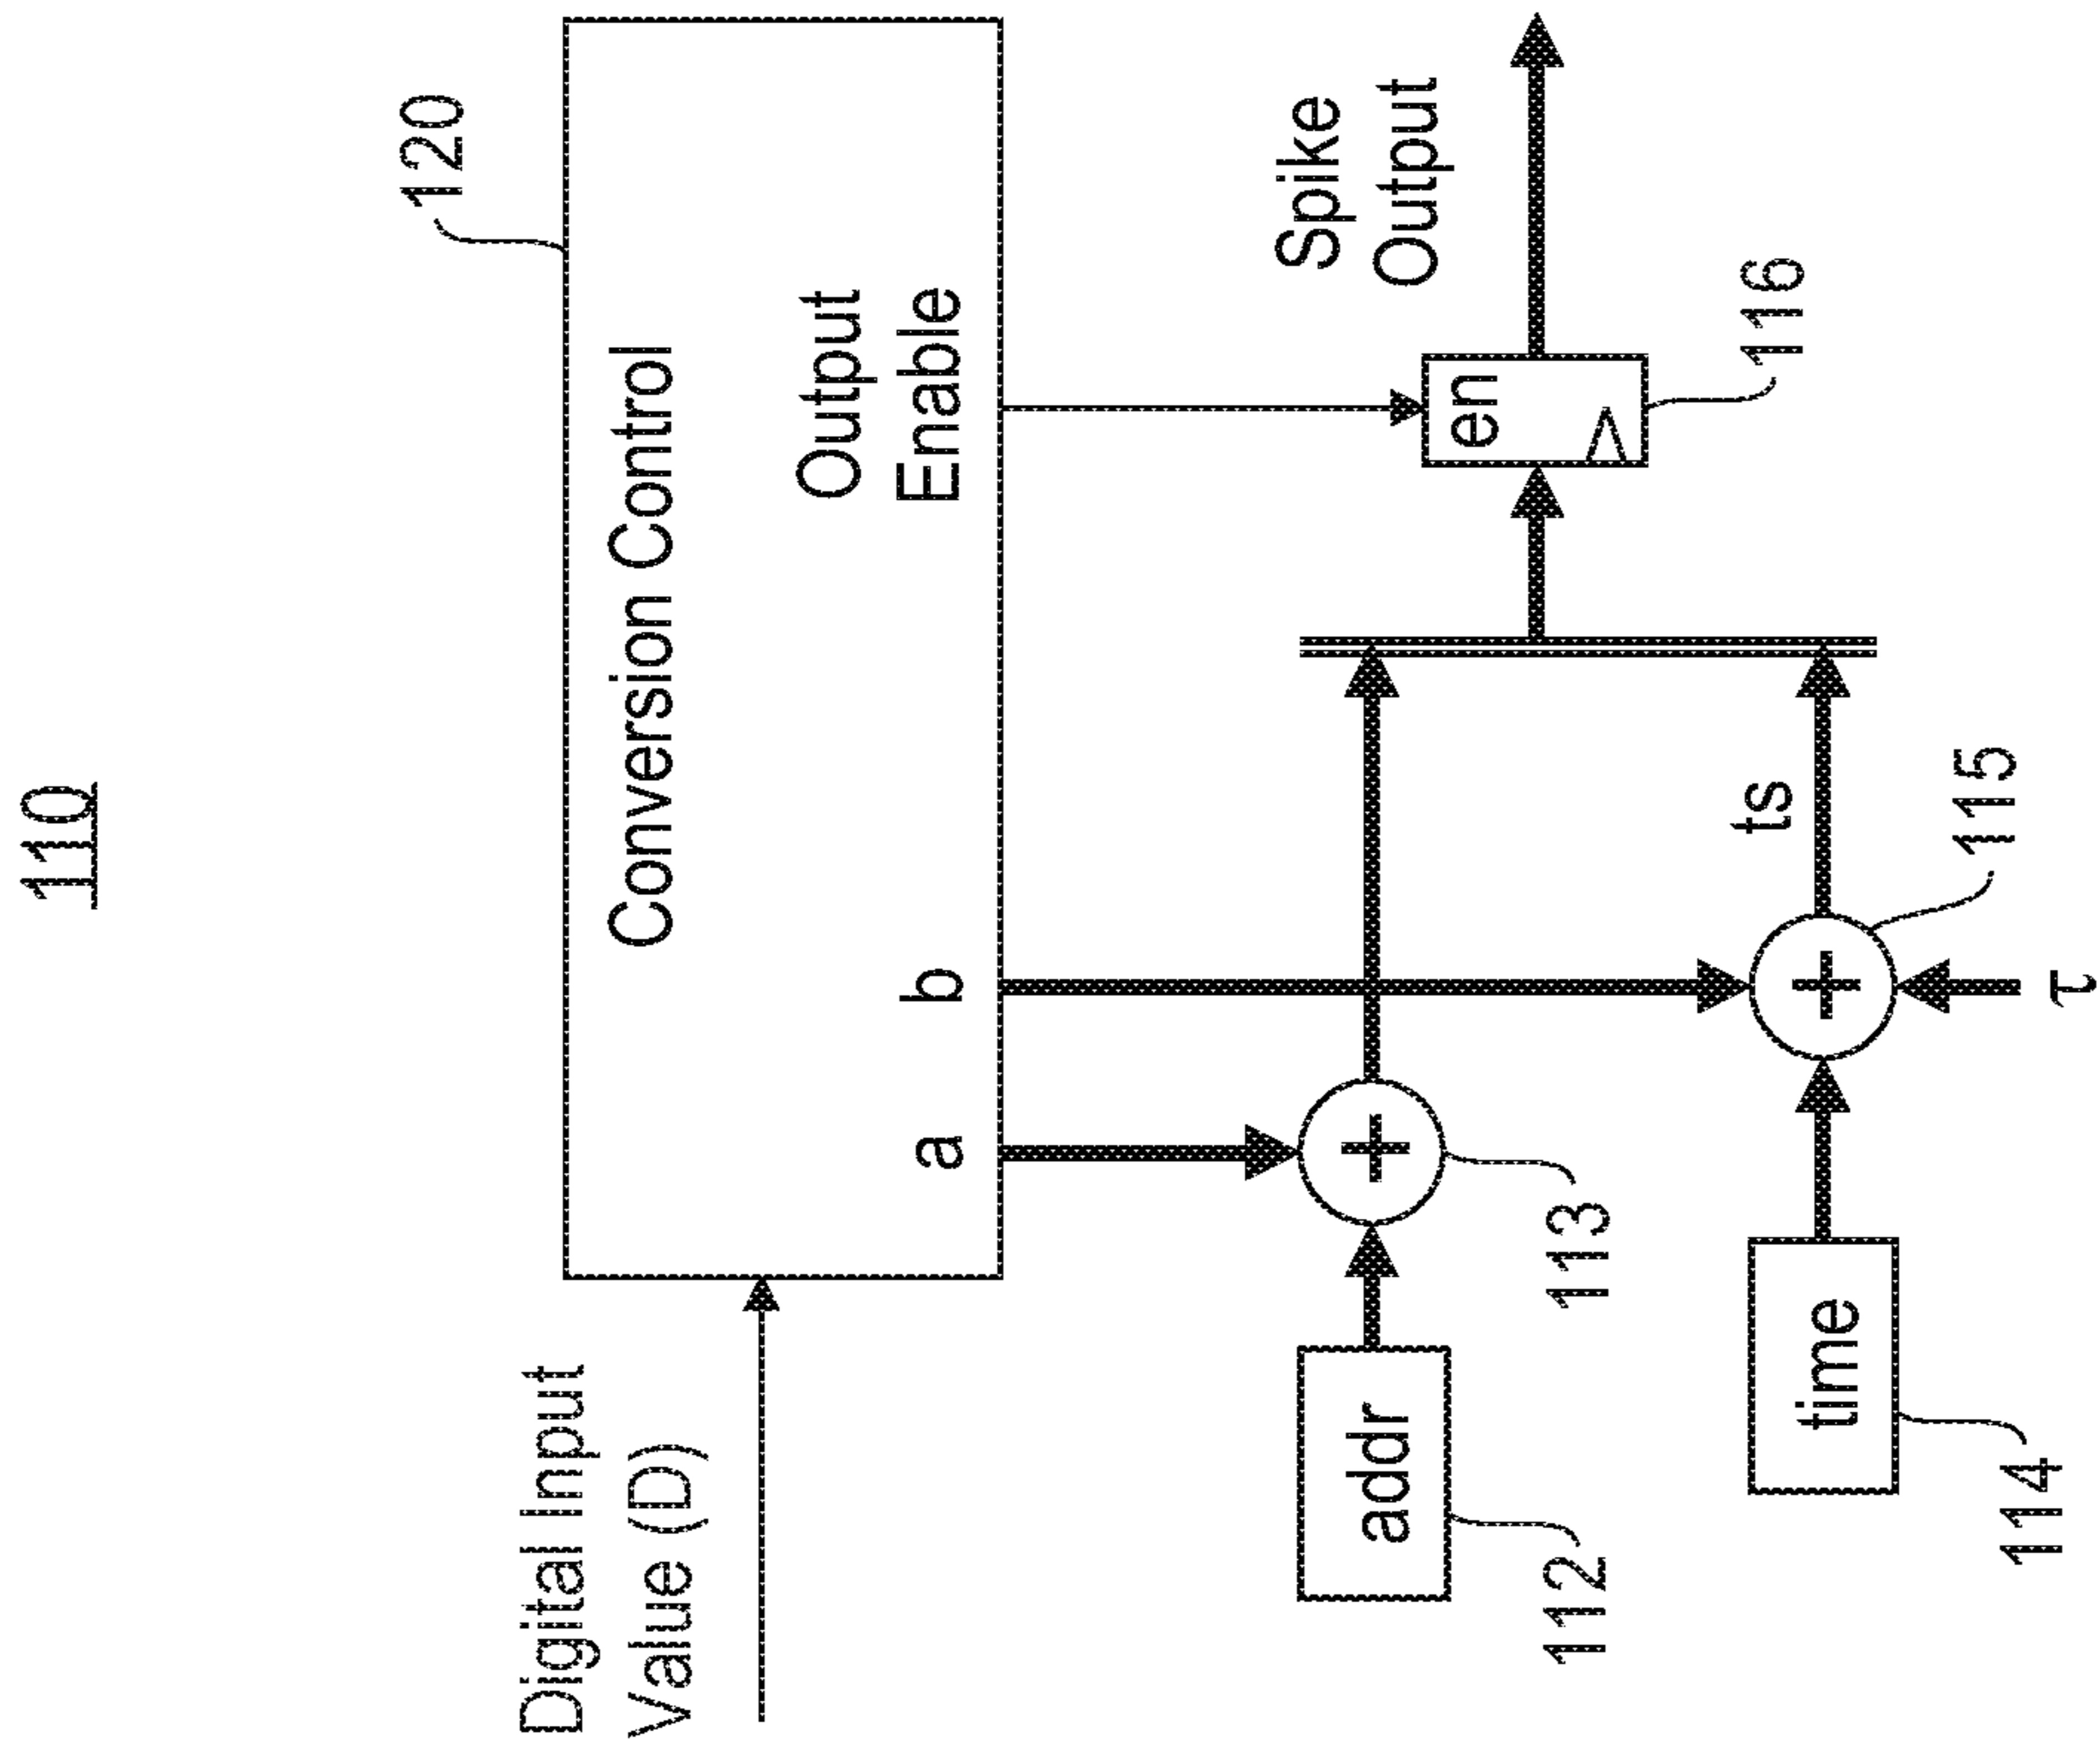 110
120
Conversion Control
Output
Enable
a
b
Digital Input
Value (D)
Spike
Output
addr
112
+
113
en
116
time
114
+
115
ts
τ